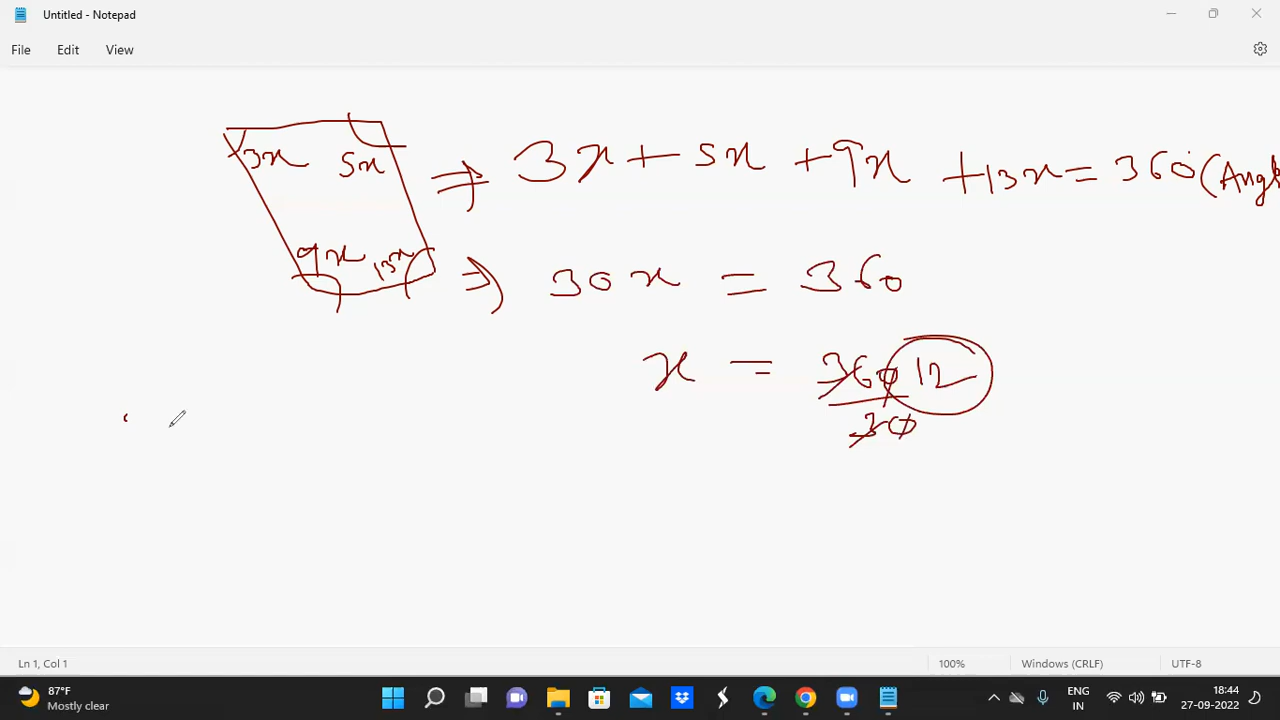 Untitled - Notepad
File Edit View
3x 5x ⇒ 3x + 5x + 9x + 13x = 360° (Angl
9x 13x ⇒ 30x = 360
x = 360 12
30
Ln 1, Col 1 100% Windows (CRLF) UTF-8
87°F
Mostly clear
ENG
IN
18:44
27-09-2022